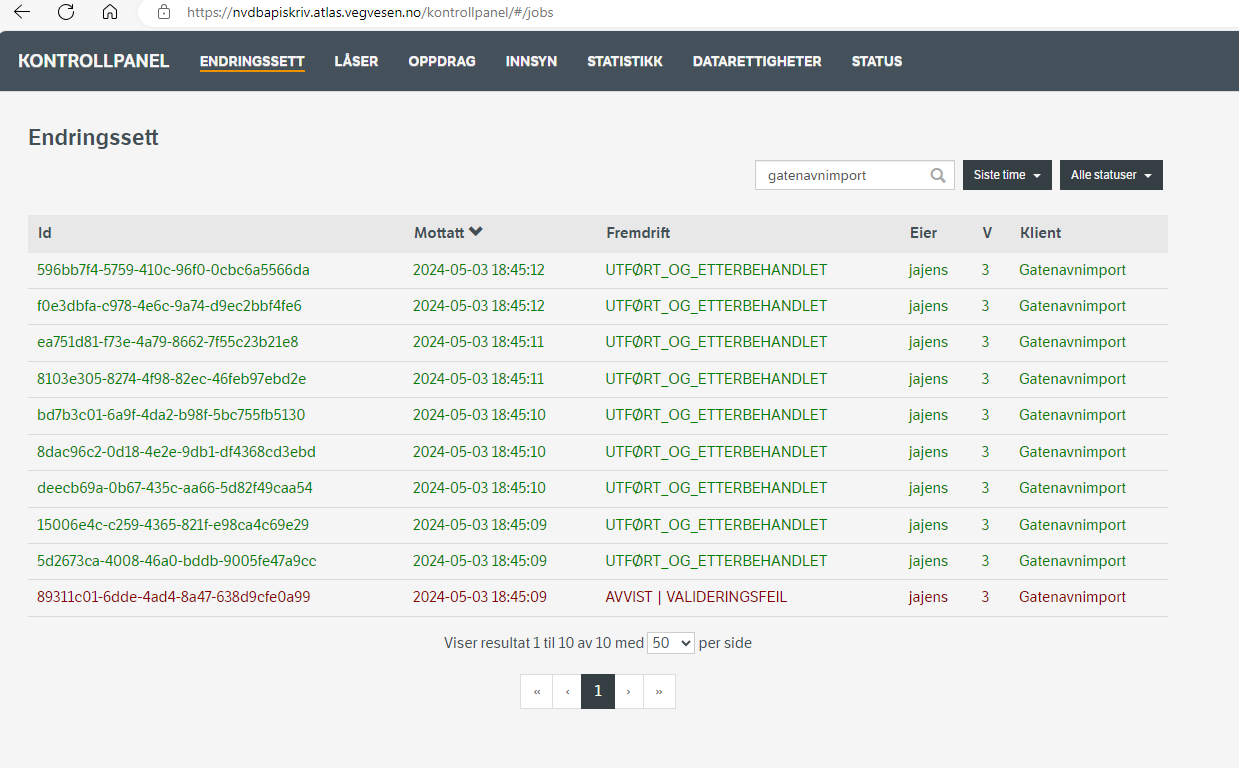 https://nvdbapiskriv.atlas.vegvesen.no/kontrollpanel/#/jobs
KONTROLLPANEL ENDRINGSSETT LÅSER OPPDRAG INNSYN STATISTIKK DATARETTIGHETER STATUS
Endringssett
gatenavnimport Siste time Alle statuser
Id Mottatt Fremdrift Eier V Klient
596bb7f4-5759-410c-96f0-0cbc6a5566da 2024-05-03 18:45:12 UTFØRT_OG_ETTERBEHANDLET jajens 3 Gatenavnimport
f0e3dbfa-c978-4e6c-9a74-d9ec2bbf4fe6 2024-05-03 18:45:12 UTFØRT_OG_ETTERBEHANDLET jajens 3 Gatenavnimport
ea751d81-f73e-4a79-8662-7f55c23b21e8 2024-05-03 18:45:11 UTFØRT_OG_ETTERBEHANDLET jajens 3 Gatenavnimport
8103e305-8274-4f98-82ec-46feb97ebd2e 2024-05-03 18:45:11 UTFØRT_OG_ETTERBEHANDLET jajens 3 Gatenavnimport
bd7b3c01-6a9f-4da2-b98f-5bc755fb5130 2024-05-03 18:45:10 UTFØRT_OG_ETTERBEHANDLET jajens 3 Gatenavnimport
8dac96c2-0d18-4e2e-9db1-df4368cd3ebd 2024-05-03 18:45:10 UTFØRT_OG_ETTERBEHANDLET jajens 3 Gatenavnimport
deecb69a-0b67-435c-aa66-5d82f49caa54 2024-05-03 18:45:10 UTFØRT_OG_ETTERBEHANDLET jajens 3 Gatenavnimport
15006e4c-c259-4365-821f-e98ca4c69e29 2024-05-03 18:45:09 UTFØRT_OG_ETTERBEHANDLET jajens 3 Gatenavnimport
5d2673ca-4008-46a0-bddb-9005fe47a9cc 2024-05-03 18:45:09 UTFØRT_OG_ETTERBEHANDLET jajens 3 Gatenavnimport
89311c01-6dde-4ad4-8a47-638d9cfe0a99 2024-05-03 18:45:09 AVVIST | VALIDERINGSFEIL jajens 3 Gatenavnimport
Viser resultat 1 til 10 av 10 med 50 per side
« ‹ 1 › »